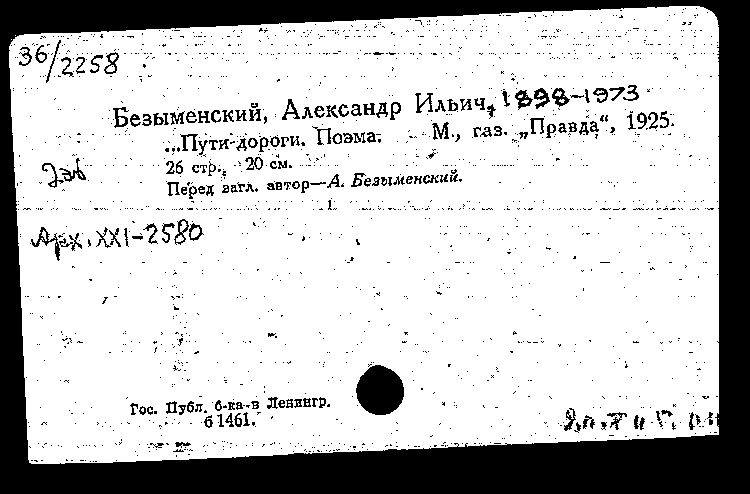 36/2258
Безыменский, Александр Ильич, 1898-1973
...Пути-дороги. Поэма. М., газ. „Правда“, 1925.
26 стр., 20 см.
2эк
Перед загл. автор—А. Безыменский.
Арх. XXI-2580
Гос. Публ. б-ка в Ленингр.
б 1461.